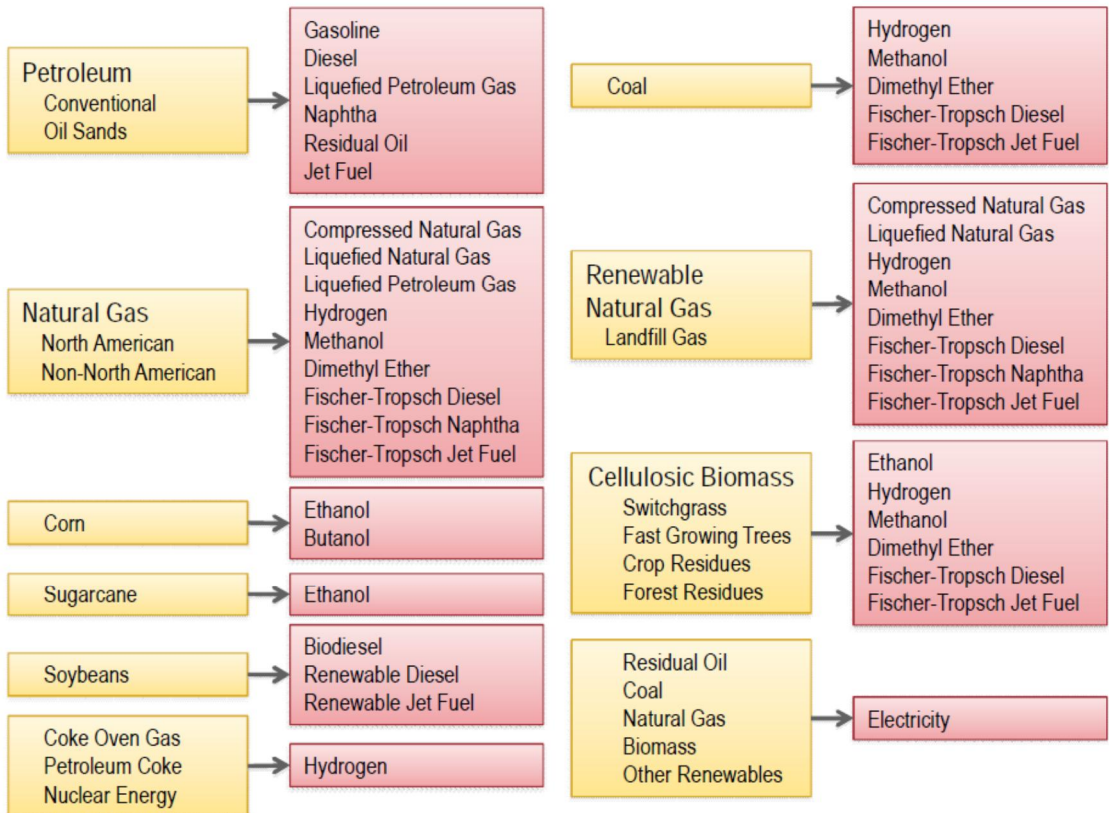 Petroleum
Conventional
Oil Sands
Gasoline
Diesel
Liquefied Petroleum Gas
Naphtha
Residual Oil
Jet Fuel
Natural Gas
North American
Non-North American
Compressed Natural Gas
Liquefied Natural Gas
Liquefied Petroleum Gas
Hydrogen
Methanol
Dimethyl Ether
Fischer-Tropsch Diesel
Fischer-Tropsch Naphtha
Fischer-Tropsch Jet Fuel
Corn
Ethanol
Butanol
Sugarcane
Ethanol
Soybeans
Biodiesel
Renewable Diesel
Renewable Jet Fuel
Coke Oven Gas
Petroleum Coke
Nuclear Energy
Hydrogen
Coal
Hydrogen
Methanol
Dimethyl Ether
Fischer-Tropsch Diesel
Fischer-Tropsch Jet Fuel
Renewable
Natural Gas
Landfill Gas
Compressed Natural Gas
Liquefied Natural Gas
Hydrogen
Methanol
Dimethyl Ether
Fischer-Tropsch Diesel
Fischer-Tropsch Naphtha
Fischer-Tropsch Jet Fuel
Cellulosic Biomass
Switchgrass
Fast Growing Trees
Crop Residues
Forest Residues
Ethanol
Hydrogen
Methanol
Dimethyl Ether
Fischer-Tropsch Diesel
Fischer-Tropsch Jet Fuel
Residual Oil
Coal
Natural Gas
Biomass
Other Renewables
Electricity